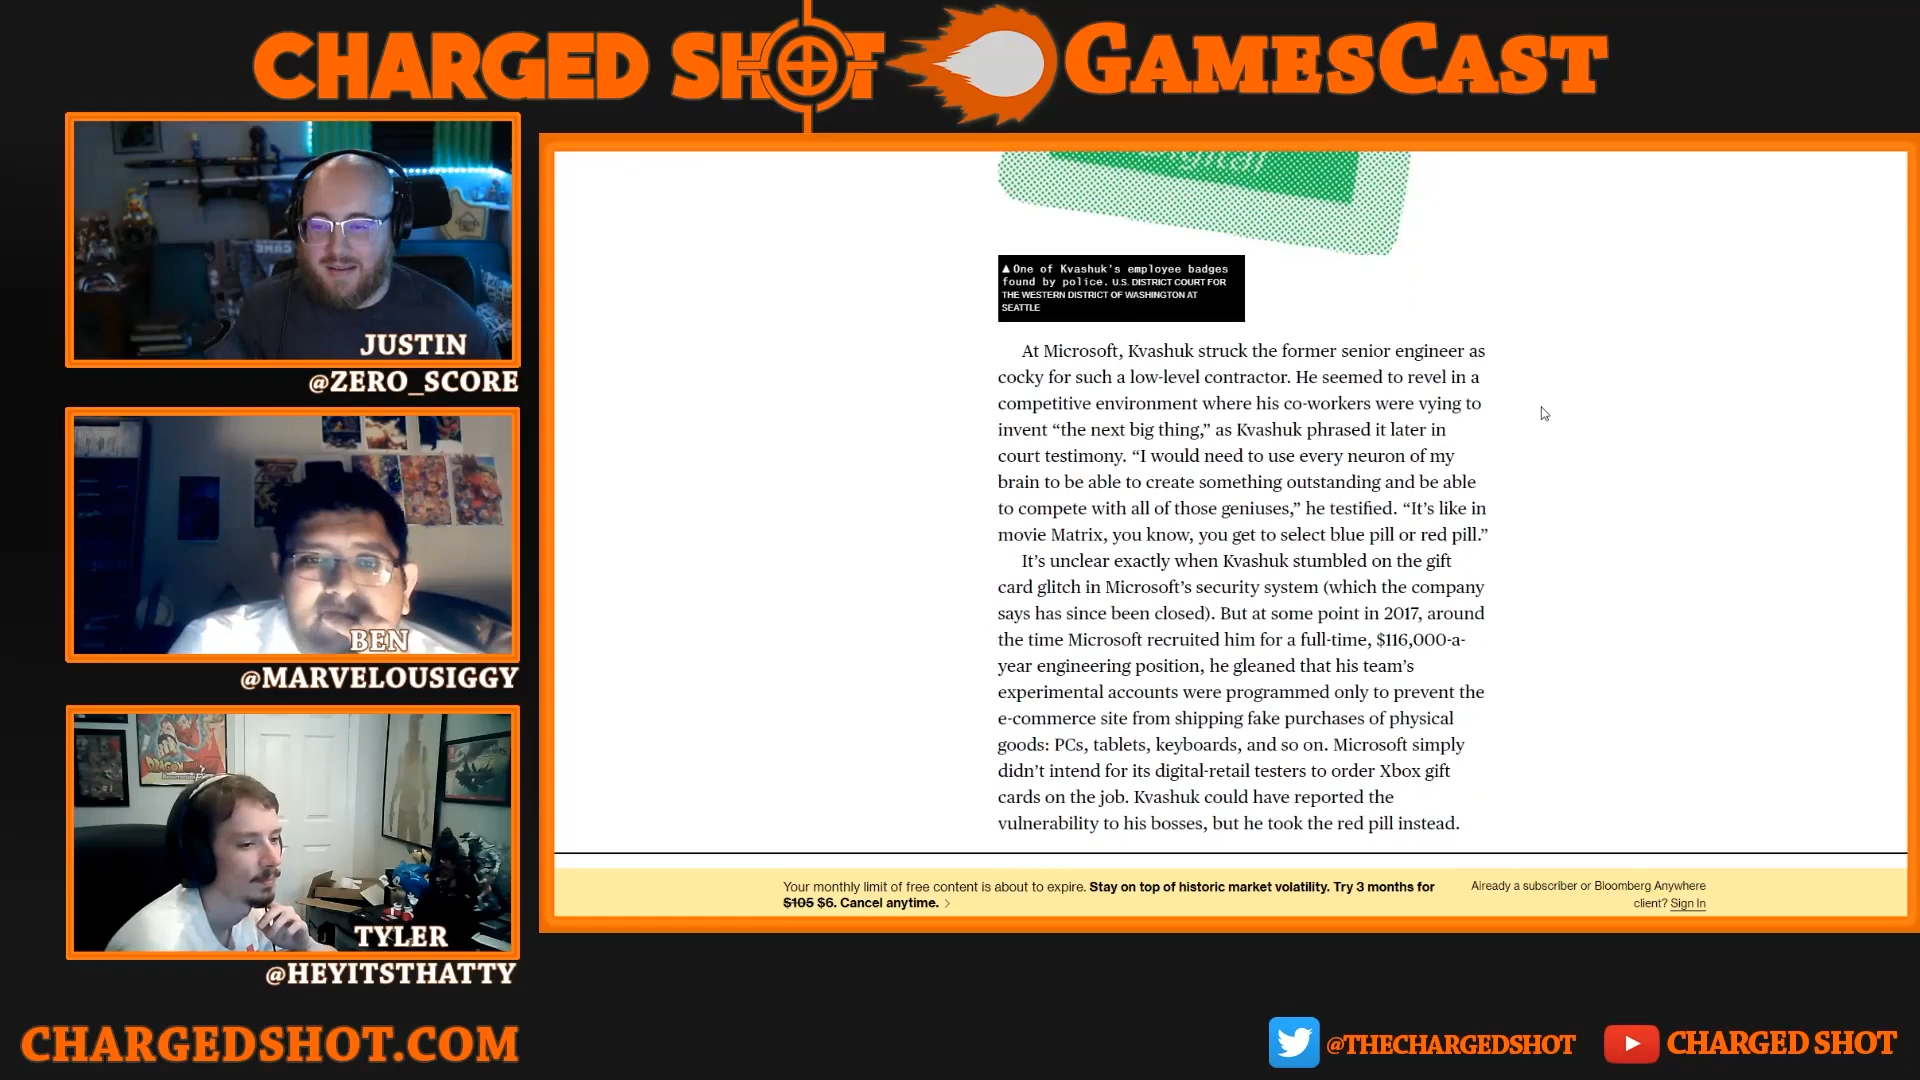 CHARGED SHOT GAMESCAST
JUSTIN
@ZERO_SCORE
BEN
@MARVELOUSIGGY
TYLER
@HEYITSTHATTY
CHARGEDSHOT.COM
Digital
▲One of Kvashuk's employee badges
found by police. U.S. DISTRICT COURT FOR
THE WESTERN DISTRICT OF WASHINGTON AT
SEATTLE
At Microsoft, Kvashuk struck the former senior engineer as
cocky for such a low-level contractor. He seemed to revel in a
competitive environment where his co-workers were vying to
invent “the next big thing,” as Kvashuk phrased it later in
court testimony. “I would need to use every neuron of my
brain to be able to create something outstanding and be able
to compete with all of those geniuses,” he testified. “It’s like in
movie Matrix, you know, you get to select blue pill or red pill.”
It’s unclear exactly when Kvashuk stumbled on the gift
card glitch in Microsoft’s security system (which the company
says has since been closed). But at some point in 2017, around
the time Microsoft recruited him for a full-time, $116,000-a-
year engineering position, he gleaned that his team’s
experimental accounts were programmed only to prevent the
e-commerce site from shipping fake purchases of physical
goods: PCs, tablets, keyboards, and so on. Microsoft simply
didn’t intend for its digital-retail testers to order Xbox gift
cards on the job. Kvashuk could have reported the
vulnerability to his bosses, but he took the red pill instead.
Your monthly limit of free content is about to expire. Stay on top of historic market volatility. Try 3 months for
$105 $6. Cancel anytime. >
Already a subscriber or Bloomberg Anywhere
client? Sign In
@THECHARGEDSHOT
CHARGED SHOT